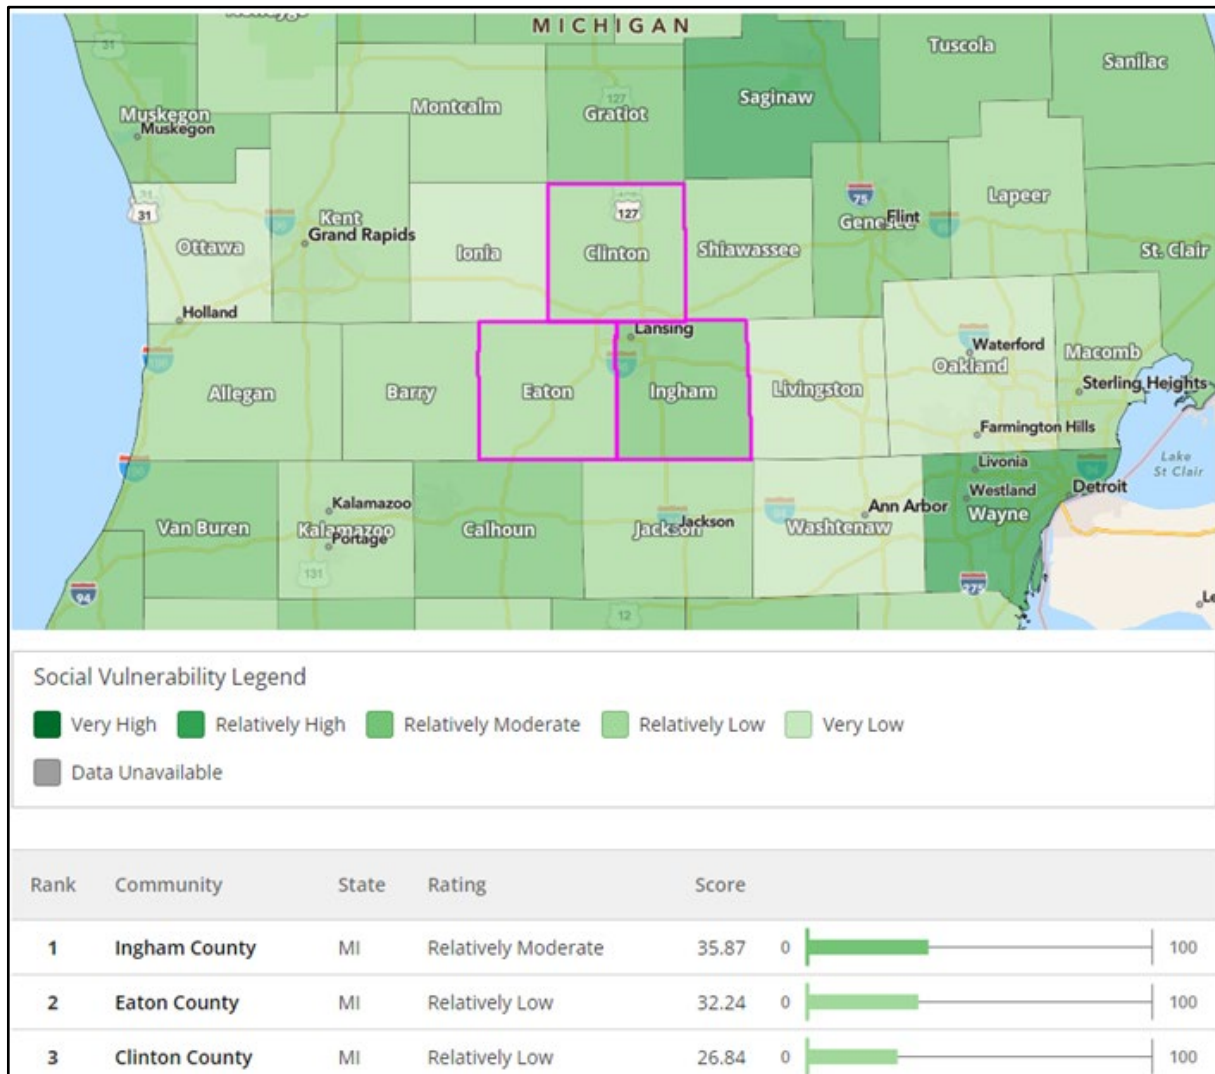 MICHIGAN
Tuscola
Sanilac
31
Muskegon
Muskegon
Montcalm
127
Gratiot
Saginaw
31
Ottawa
Kent
Grand Rapids
Ionia
127
Clinton
Shiawassee
75
Genesee
Flint
Lapeer
St. Clair
Holland
Lansing
Waterford
Oakland
Macomb
Sterling Heights
Allegan
Barry
Eaton
Ingham
Livingston
Farmington Hills
Lake
St Clair
Livonia
Westland
Detroit
Wayne
Van Buren
Kalamazoo
Kalamazoo
Portage
131
Calhoun
Jackson
Jackson
Washtenaw
Ann Arbor
94
275
12
Social Vulnerability Legend
Very High Relatively High Relatively Moderate Relatively Low Very Low
Data Unavailable
Rank Community State Rating Score
1 Ingham County MI Relatively Moderate 35.87 0 100
2 Eaton County MI Relatively Low 32.24 0 100
3 Clinton County MI Relatively Low 26.84 0 100